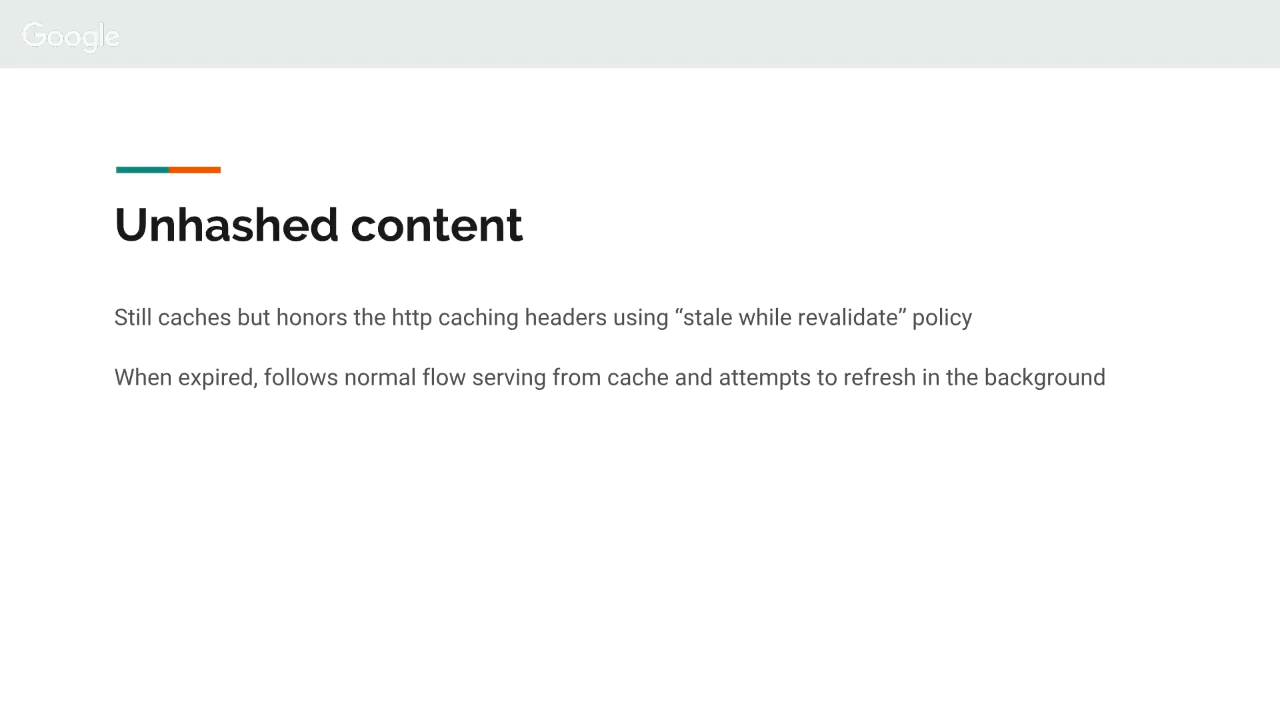 Google
Unhashed content
Still caches but honors the http caching headers using “stale while revalidate” policy
When expired, follows normal flow serving from cache and attempts to refresh in the background